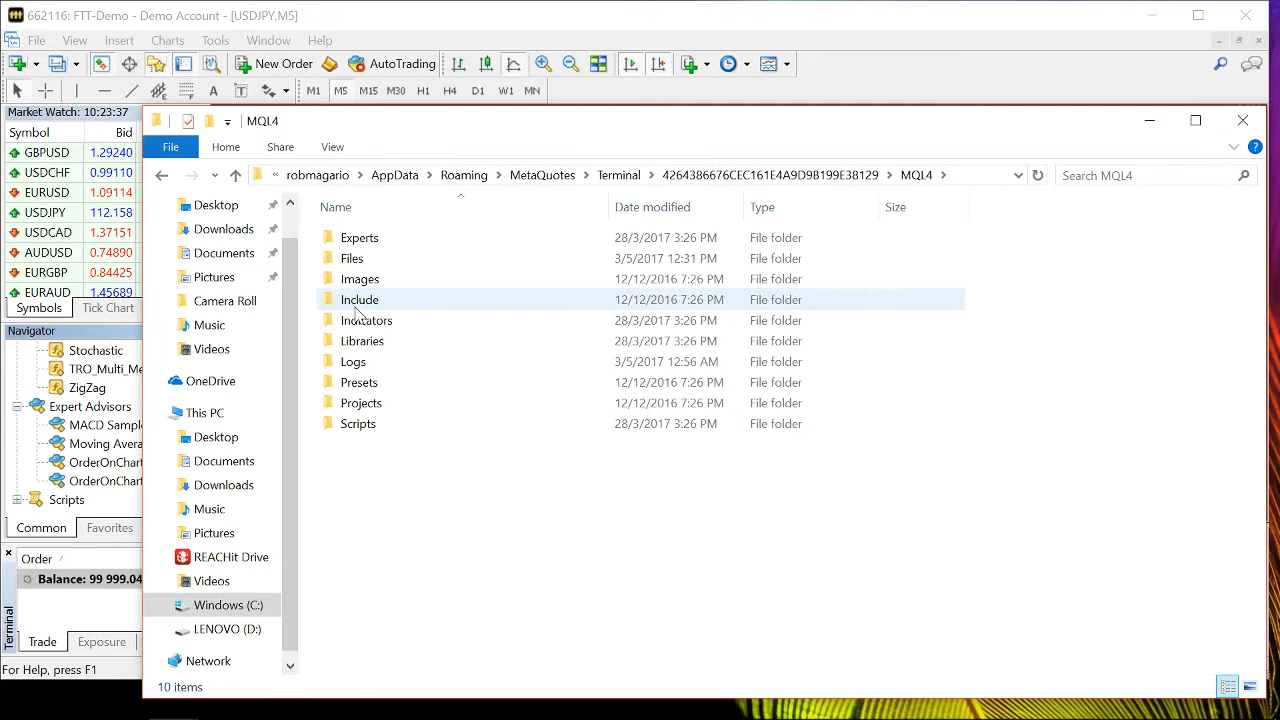 662116: FTT-Demo - Demo Account - [USDJPY,M5]
File View Insert Charts Tools Window Help
New Order AutoTrading
A T M1 M5 M15 M30 H1 H4 D1 W1 MN
Market Watch: 10:23:37
Symbol Bid
GBPUSD 1.29240
USDCHF 0.99110
EURUSD 1.09114
USDJPY 112.158
USDCAD 1.37151
AUDUSD 0.74890
EURGBP 0.84425
EURAUD 1.45689
Symbols Tick Chart
Navigator
Stochastic
TRO_Multi_Me
ZigZag
Expert Advisors
MACD Sampl
Moving Avera
OrderOnChart
OrderOnChart
Scripts
Common Favorites
Order
Balance: 99 999.04
Terminal
Trade Exposure
For Help, press F1
MQL4
File Home Share View
« robmagario AppData Roaming MetaQuotes Terminal 4264386676CEC161E4A9D9B199E38129 MQL4
Search MQL4
Desktop
Downloads
Documents
Pictures
Camera Roll
Music
Videos
OneDrive
This PC
Desktop
Documents
Downloads
Music
Pictures
REACHit Drive
Videos
Windows (C:)
LENOVO (D:)
Network
Name Date modified Type Size
Experts 28/3/2017 3:26 PM File folder
Files 3/5/2017 12:31 PM File folder
Images 12/12/2016 7:26 PM File folder
Include 12/12/2016 7:26 PM File folder
Indicators 28/3/2017 3:26 PM File folder
Libraries 28/3/2017 3:26 PM File folder
Logs 3/5/2017 12:56 AM File folder
Presets 12/12/2016 7:26 PM File folder
Projects 12/12/2016 7:26 PM File folder
Scripts 28/3/2017 3:26 PM File folder
10 items